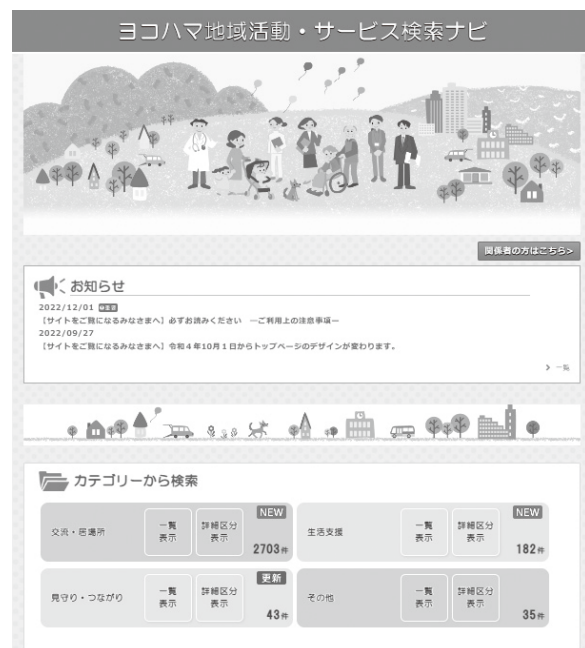 ヨコハマ地域活動・サービス検索ナビ
関係者の方はこちら>
お知らせ
2022/12/01
【サイトをご覧になるみなさまへ】必ずお読みください ―ご利用上の注意事項―
2022/09/27
【サイトをご覧になるみなさまへ】令和4年10月1日からトップページのデザインが変わります。
> 一覧
カテゴリーから検索
交流・居場所 一覧表示 詳細区分表示 NEW 2703件
生活支援 一覧表示 詳細区分表示 NEW 182件
見守り・つながり 一覧表示 詳細区分表示 更新 43件
その他 一覧表示 詳細区分表示 35件